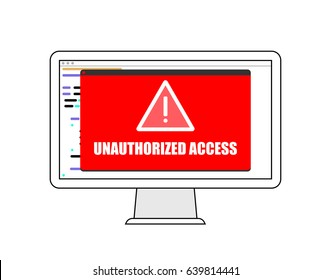 UNAUTHORIZED ACCESS
shutterstock.com · 639814441